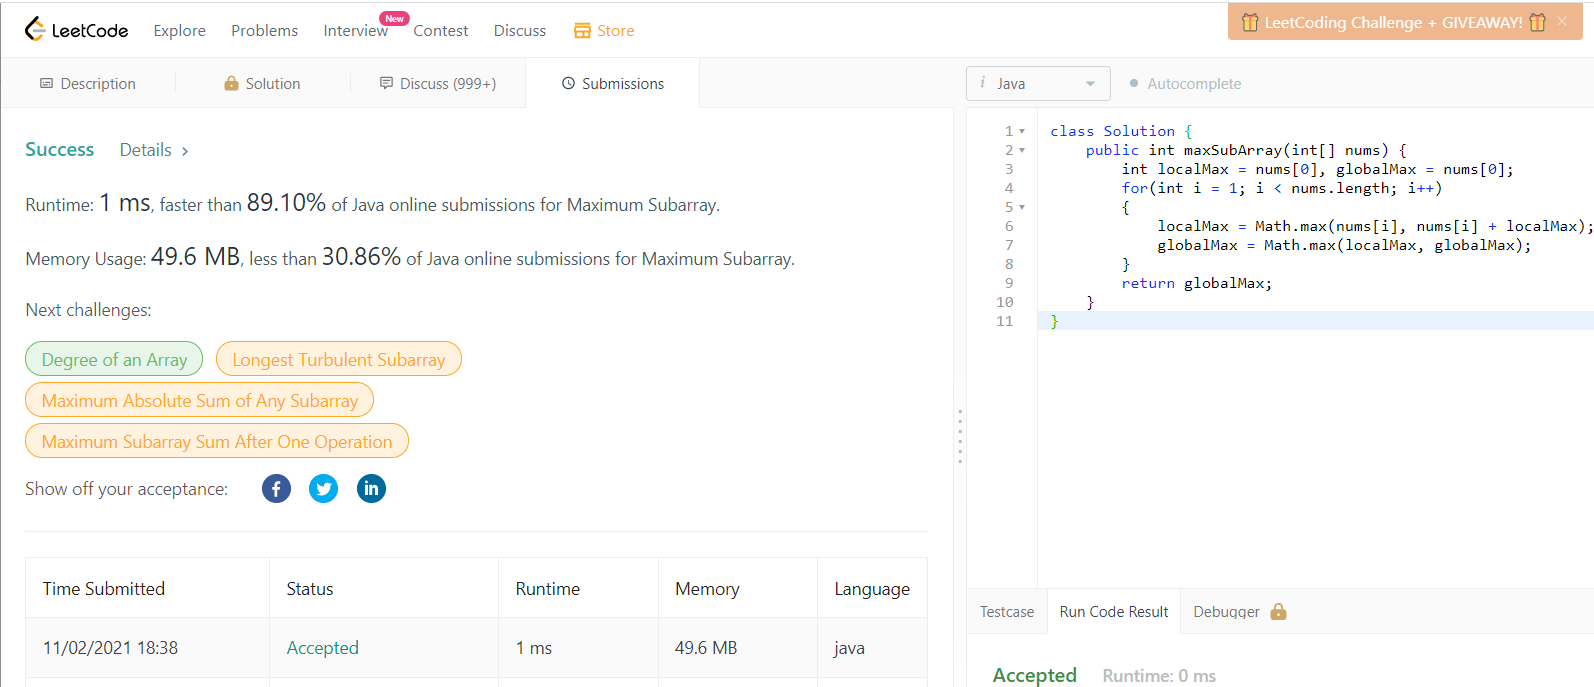 LeetCode Explore Problems Interview New Contest Discuss Store
LeetCoding Challenge + GIVEAWAY! ×
Description Solution Discuss (999+) Submissions
i Java Autocomplete
Success Details >
Runtime: 1 ms, faster than 89.10% of Java online submissions for Maximum Subarray.
Memory Usage: 49.6 MB, less than 30.86% of Java online submissions for Maximum Subarray.
Next challenges:
Degree of an Array Longest Turbulent Subarray
Maximum Absolute Sum of Any Subarray
Maximum Subarray Sum After One Operation
Show off your acceptance: f in
Time Submitted Status Runtime Memory Language
11/02/2021 18:38 Accepted 1 ms 49.6 MB java
1 class Solution {
2 public int maxSubArray(int[] nums) {
3 int localMax = nums[0], globalMax = nums[0];
4 for(int i = 1; i < nums.length; i++)
5 {
6 localMax = Math.max(nums[i], nums[i] + localMax);
7 globalMax = Math.max(localMax, globalMax);
8 }
9 return globalMax;
10 }
11 }
Testcase Run Code Result Debugger
Accepted Runtime: 0 ms